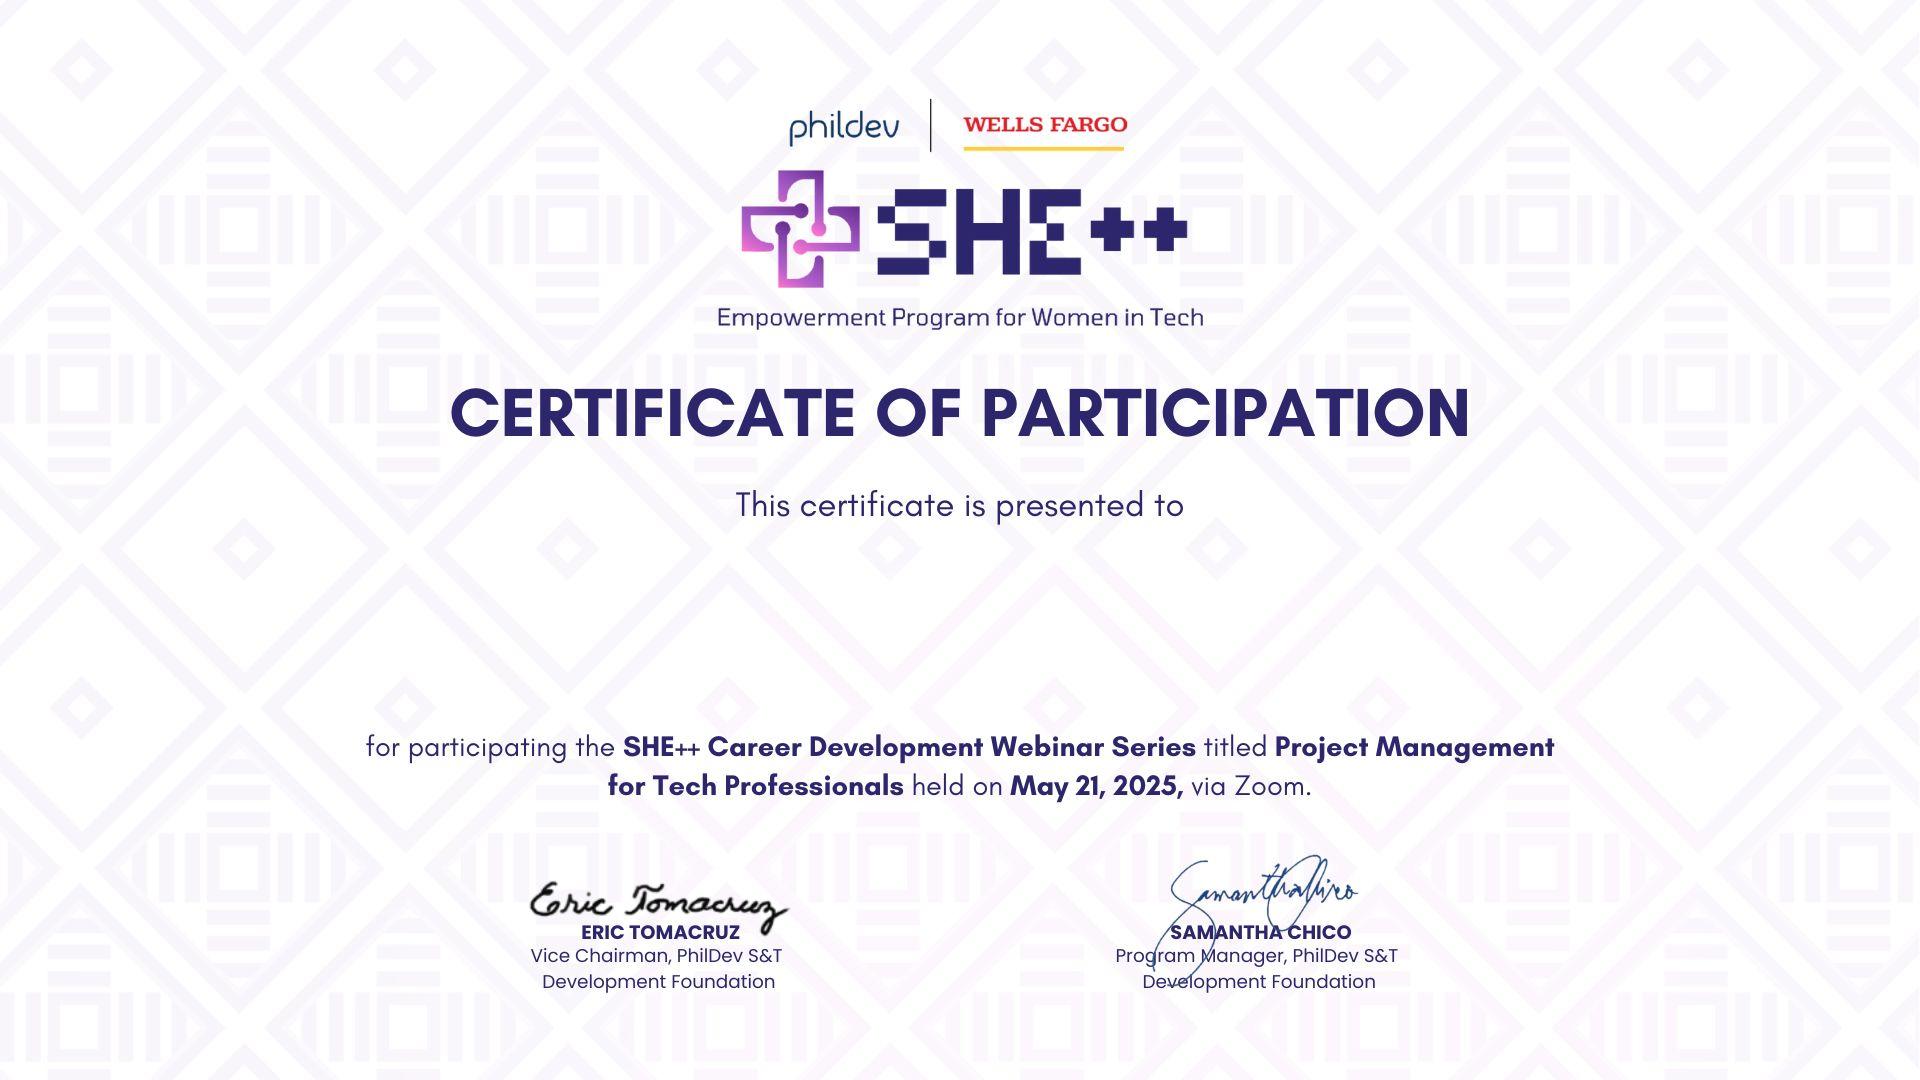 phildev
WELLS FARGO
SHE++
Empowerment Program for Women in Tech
CERTIFICATE OF PARTICIPATION
This certificate is presented to
for participating the SHE++ Career Development Webinar Series titled Project Management
for Tech Professionals held on May 21, 2025, via Zoom.
Eric Tomacruz
ERIC TOMACRUZ
Vice Chairman, PhilDev S&T
Development Foundation
Samantha Chico
SAMANTHA CHICO
Program Manager, PhilDev S&T
Development Foundation